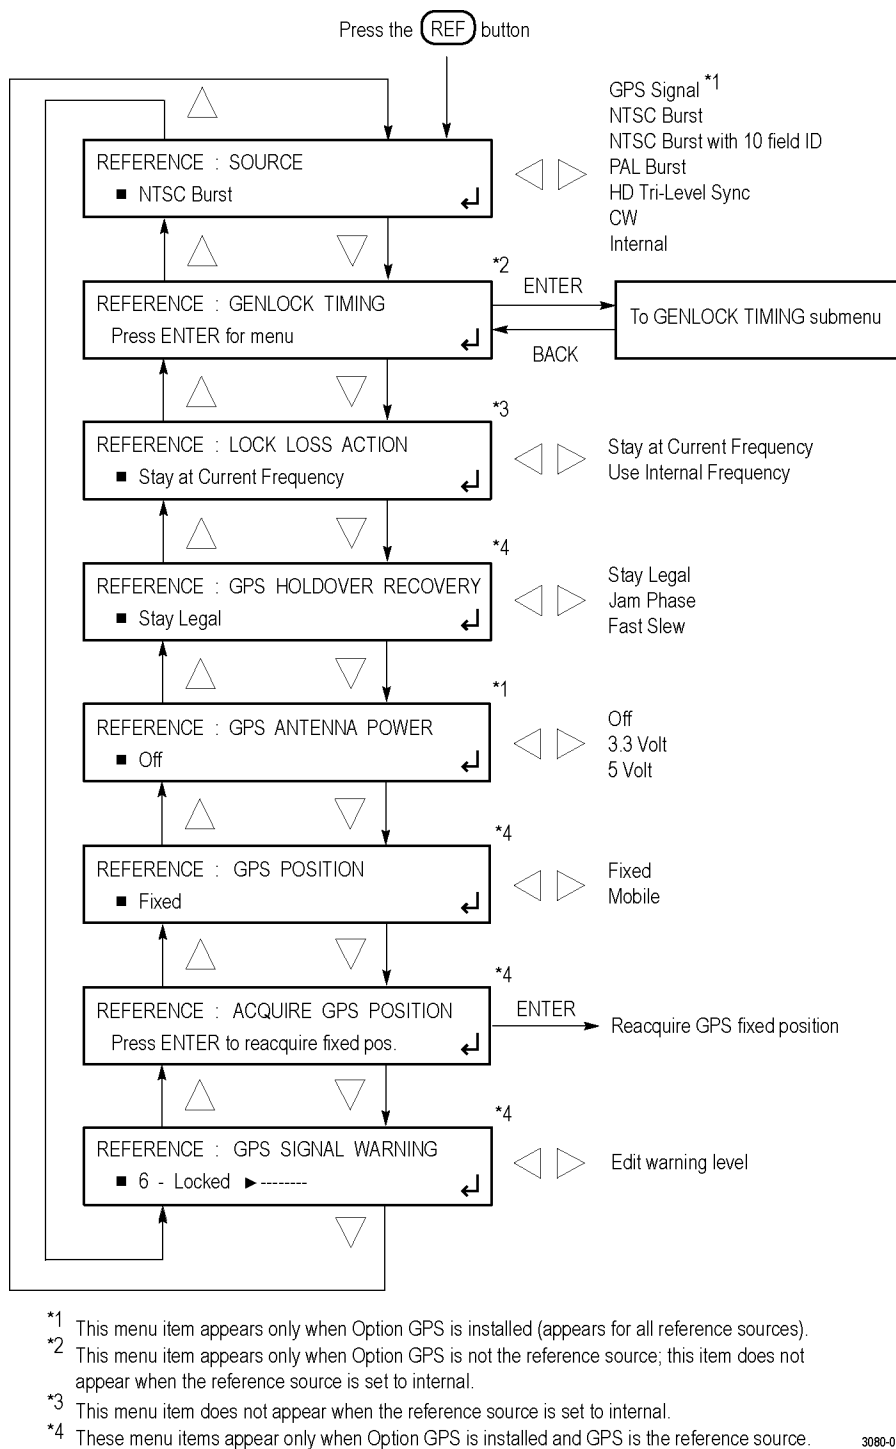 Press the REF button
GPS Signal *1
NTSC Burst
NTSC Burst with 10 field ID
PAL Burst
HD Tri-Level Sync
CW
Internal
REFERENCE : SOURCE
■ NTSC Burst
*2
REFERENCE : GENLOCK TIMING
Press ENTER for menu
ENTER
BACK
To GENLOCK TIMING submenu
*3
REFERENCE : LOCK LOSS ACTION
■ Stay at Current Frequency
Stay at Current Frequency
Use Internal Frequency
*4
REFERENCE : GPS HOLDOVER RECOVERY
■ Stay Legal
Stay Legal
Jam Phase
Fast Slew
*1
REFERENCE : GPS ANTENNA POWER
■ Off
Off
3.3 Volt
5 Volt
*4
REFERENCE : GPS POSITION
■ Fixed
Fixed
Mobile
*4
REFERENCE : ACQUIRE GPS POSITION
Press ENTER to reacquire fixed pos.
ENTER
Reacquire GPS fixed position
*4
REFERENCE : GPS SIGNAL WARNING
■ 6 - Locked ►--------
Edit warning level
*1 This menu item appears only when Option GPS is installed (appears for all reference sources).
*2 This menu item appears only when Option GPS is not the reference source; this item does not
appear when the reference source is set to internal.
*3 This menu item does not appear when the reference source is set to internal.
*4 These menu items appear only when Option GPS is installed and GPS is the reference source.
3080-0